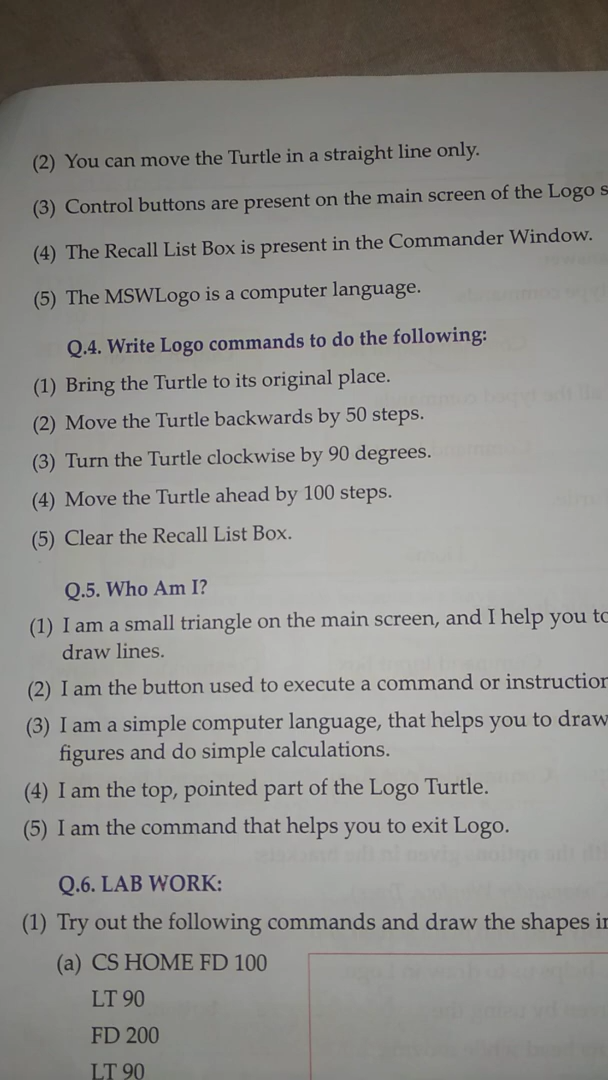 (2) You can move the Turtle in a straight line only.
(3) Control buttons are present on the main screen of the Logo
(4) The Recall List Box is present in the Commander Window.
(5) The MSWLogo is a computer language.
Q.4. Write Logo commands to do the following:
(1) Bring the Turtle to its original place.
(2) Move the Turtle backwards by 50 steps.
(3) Turn the Turtle clockwise by 90 degrees.
(4) Move the Turtle ahead by 100 steps.
(5) Clear the Recall List Box.
Q.5. Who Am I?
(1) I am a small triangle on the main screen, and I help you to
draw lines.
(2) I am the button used to execute a command or instruction
(3) I am a simple computer language, that helps you to draw
figures and do simple calculations.
(4) I am the top, pointed part of the Logo Turtle.
(5) I am the command that helps you to exit Logo.
Q.6. LAB WORK:
(1) Try out the following commands and draw the shapes
(a) CS HOME FD 100
LT 90
FD 200
LT 90